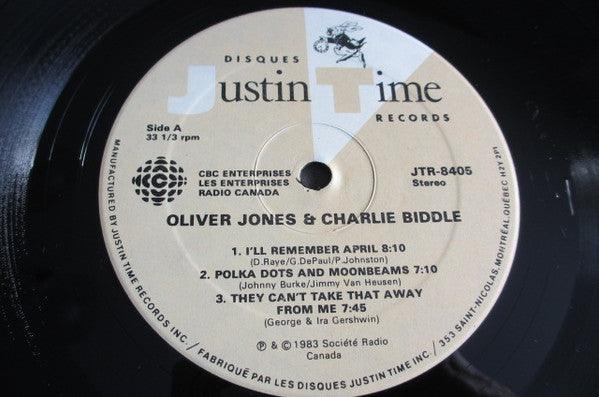 DISQUES
Justin Time
RECORDS
Side A
33 1/3 rpm
CBC ENTERPRISES
LES ENTERPRISES
RADIO CANADA
JTR-8405
Stereo
OLIVER JONES & CHARLIE BIDDLE
1. I'LL REMEMBER APRIL 8:10
(D.Raye/G.DePaul/P.Johnston)
2. POLKA DOTS AND MOONBEAMS 7:10
(Johnny Burke/Jimmy Van Heusen)
3. THEY CAN'T TAKE THAT AWAY
FROM ME 7:45
(George & Ira Gershwin)
℗ & © 1983 Société Radio
Canada
MANUFACTURED BY JUSTIN TIME RECORDS INC. / FABRIQUÉ PAR LES DISQUES JUSTIN TIME INC. / 353 SAINT-NICOLAS, MONTRÉAL, QUÉBEC H2Y 2P1